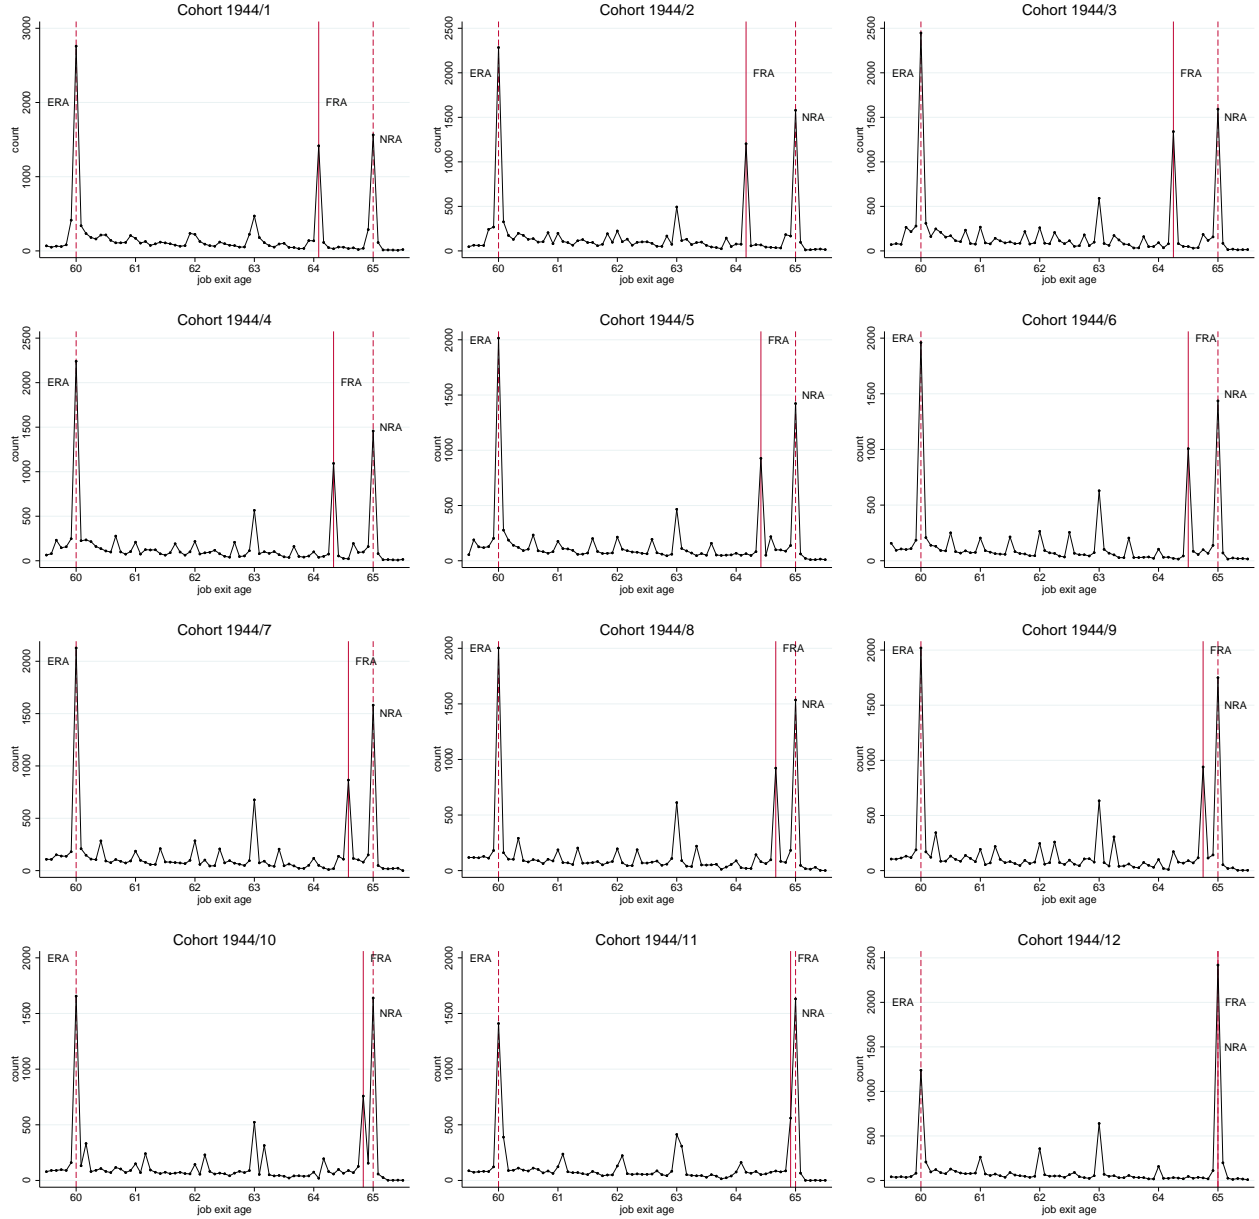 Cohort 1944/1
3000
2000
1000
0
count
ERA
FRA
NRA
60 61 62 63 64 65
job exit age
Cohort 1944/2
2500
2000
1500
1000
500
0
count
ERA
FRA
NRA
60 61 62 63 64 65
job exit age
Cohort 1944/3
2500
2000
1500
1000
500
0
count
ERA
FRA
NRA
60 61 62 63 64 65
job exit age
Cohort 1944/4
2500
2000
1500
1000
500
0
count
ERA
FRA
NRA
60 61 62 63 64 65
job exit age
Cohort 1944/5
2000
1500
1000
500
0
count
ERA
FRA
NRA
60 61 62 63 64 65
job exit age
Cohort 1944/6
2000
1500
1000
500
0
count
ERA
FRA
NRA
60 61 62 63 64 65
job exit age
Cohort 1944/7
2000
1500
1000
500
0
count
ERA
FRA
NRA
60 61 62 63 64 65
job exit age
Cohort 1944/8
2000
1500
1000
500
0
count
ERA
FRA
NRA
60 61 62 63 64 65
job exit age
Cohort 1944/9
2000
1500
1000
500
0
count
ERA
FRA
NRA
60 61 62 63 64 65
job exit age
Cohort 1944/10
2000
1500
1000
500
0
count
ERA
FRA
NRA
60 61 62 63 64 65
job exit age
Cohort 1944/11
2000
1500
1000
500
0
count
ERA
FRA
NRA
60 61 62 63 64 65
job exit age
Cohort 1944/12
2500
2000
1500
1000
500
0
count
ERA
FRA
NRA
60 61 62 63 64 65
job exit age